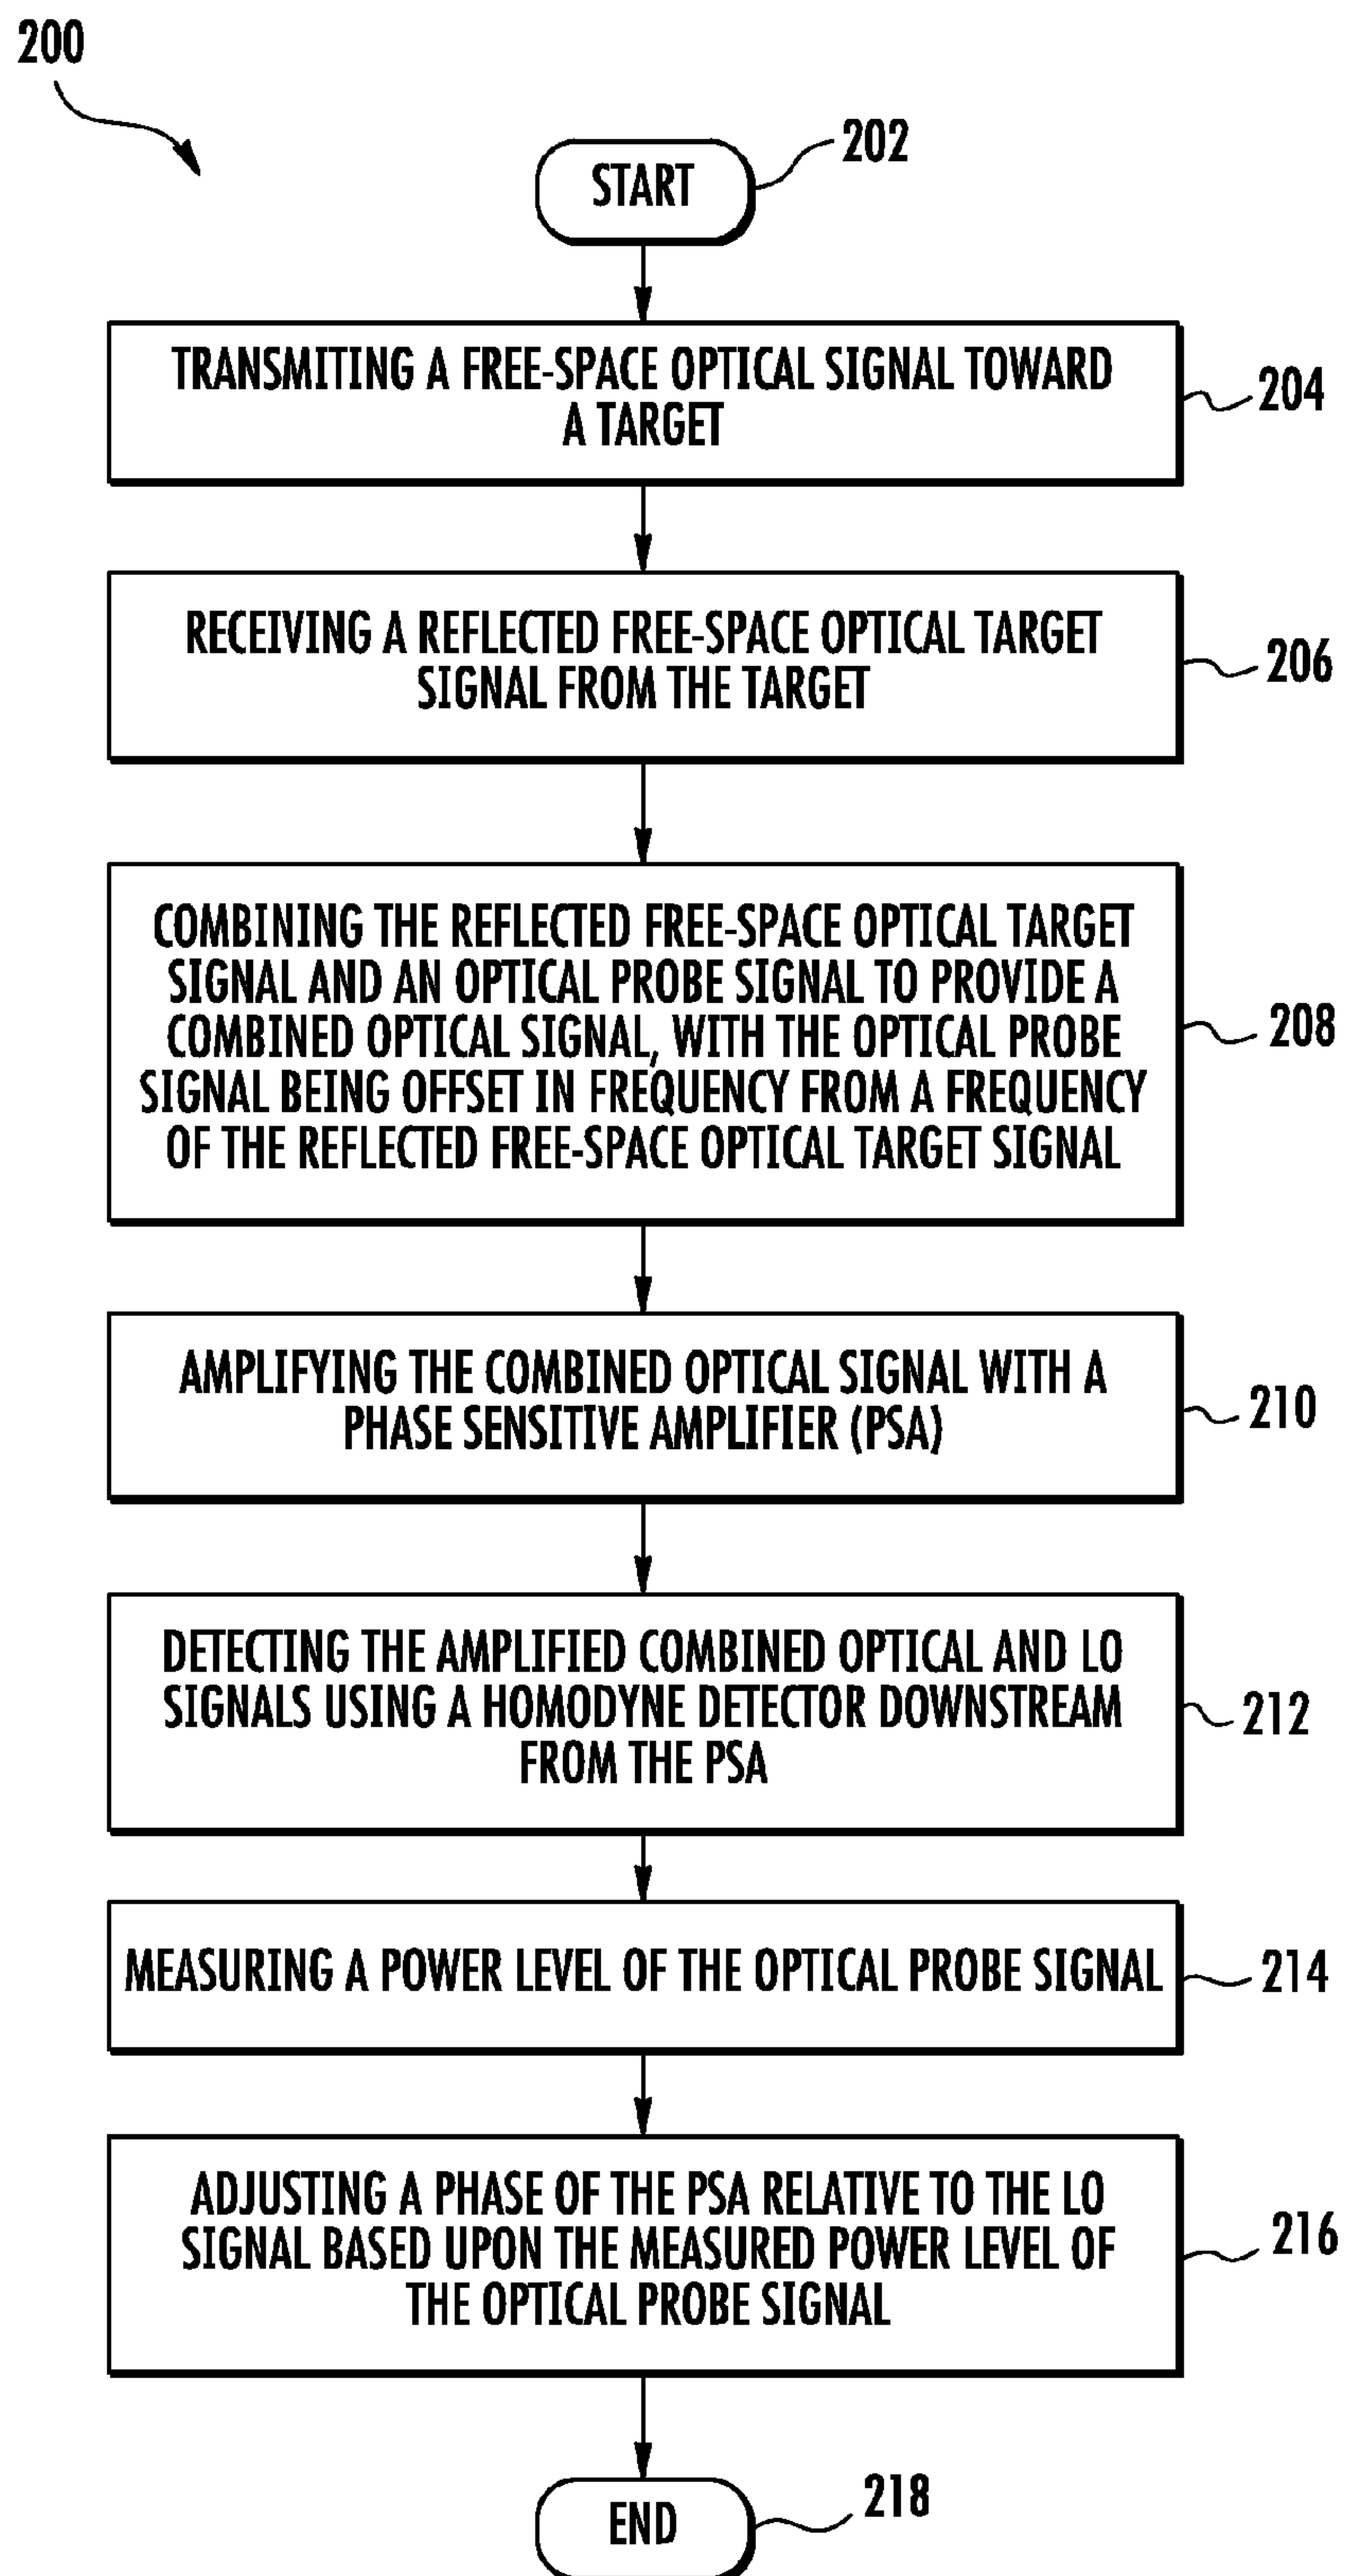 200
202
START
TRANSMITING A FREE-SPACE OPTICAL SIGNAL TOWARD
A TARGET
204
RECEIVING A REFLECTED FREE-SPACE OPTICAL TARGET
SIGNAL FROM THE TARGET
206
COMBINING THE REFLECTED FREE-SPACE OPTICAL TARGET
SIGNAL AND AN OPTICAL PROBE SIGNAL TO PROVIDE A
COMBINED OPTICAL SIGNAL, WITH THE OPTICAL PROBE
SIGNAL BEING OFFSET IN FREQUENCY FROM A FREQUENCY
OF THE REFLECTED FREE-SPACE OPTICAL TARGET SIGNAL
208
AMPLIFYING THE COMBINED OPTICAL SIGNAL WITH A
PHASE SENSITIVE AMPLIFIER (PSA)
210
DETECTING THE AMPLIFIED COMBINED OPTICAL AND LO
SIGNALS USING A HOMODYNE DETECTOR DOWNSTREAM
FROM THE PSA
212
MEASURING A POWER LEVEL OF THE OPTICAL PROBE SIGNAL
214
ADJUSTING A PHASE OF THE PSA RELATIVE TO THE LO
SIGNAL BASED UPON THE MEASURED POWER LEVEL OF
THE OPTICAL PROBE SIGNAL
216
END
218